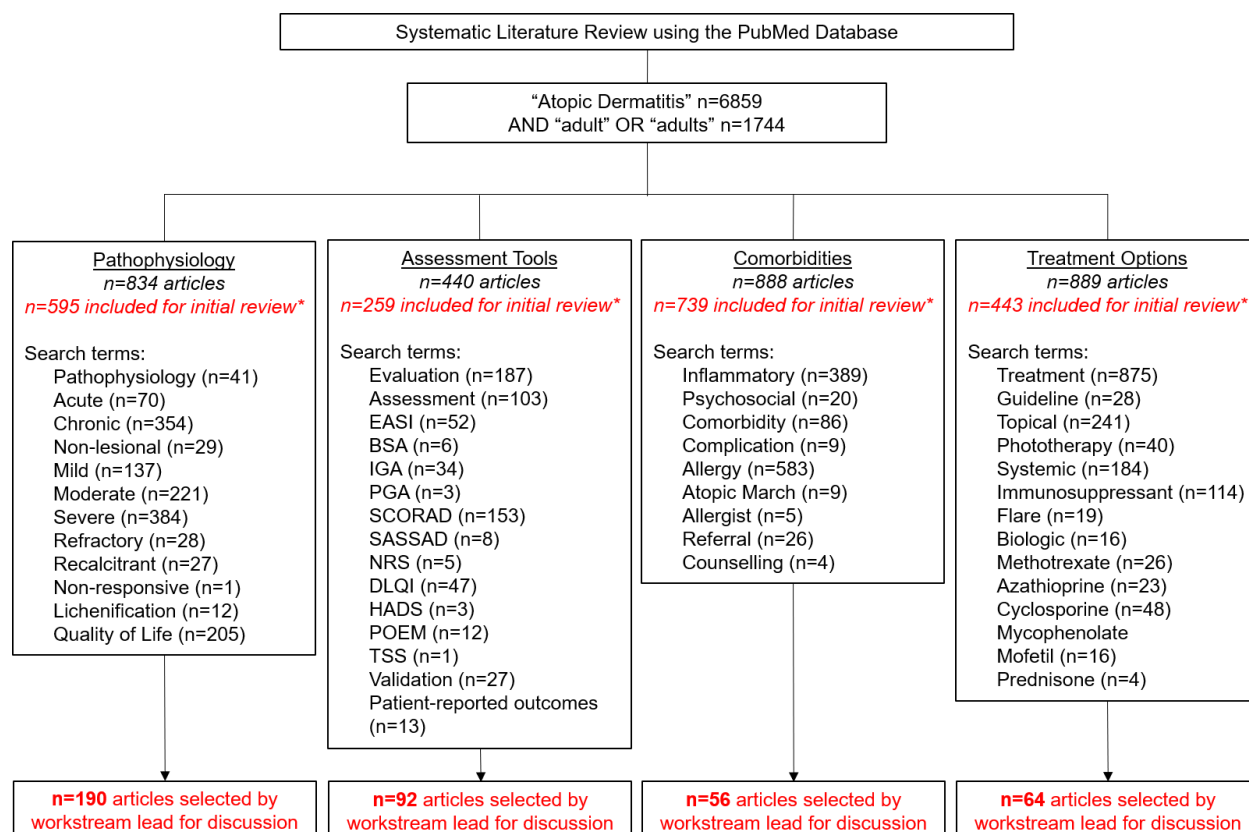 Systematic Literature Review using the PubMed Database
“Atopic Dermatitis” n=6859
AND “adult” OR “adults” n=1744
Pathophysiology
n=834 articles
n=595 included for initial review*
Search terms:
Pathophysiology (n=41)
Acute (n=70)
Chronic (n=354)
Non-lesional (n=29)
Mild (n=137)
Moderate (n=221)
Severe (n=384)
Refractory (n=28)
Recalcitrant (n=27)
Non-responsive (n=1)
Lichenification (n=12)
Quality of Life (n=205)
n=190 articles selected by
workstream lead for discussion
Assessment Tools
n=440 articles
n=259 included for initial review*
Search terms:
Evaluation (n=187)
Assessment (n=103)
EASI (n=52)
BSA (n=6)
IGA (n=34)
PGA (n=3)
SCORAD (n=153)
SASSAD (n=8)
NRS (n=5)
DLQI (n=47)
HADS (n=3)
POEM (n=12)
TSS (n=1)
Validation (n=27)
Patient-reported outcomes
(n=13)
n=92 articles selected by
workstream lead for discussion
Comorbidities
n=888 articles
n=739 included for initial review*
Search terms:
Inflammatory (n=389)
Psychosocial (n=20)
Comorbidity (n=86)
Complication (n=9)
Allergy (n=583)
Atopic March (n=9)
Allergist (n=5)
Referral (n=26)
Counselling (n=4)
n=56 articles selected by
workstream lead for discussion
Treatment Options
n=889 articles
n=443 included for initial review*
Search terms:
Treatment (n=875)
Guideline (n=28)
Topical (n=241)
Phototherapy (n=40)
Systemic (n=184)
Immunosuppressant (n=114)
Flare (n=19)
Biologic (n=16)
Methotrexate (n=26)
Azathioprine (n=23)
Cyclosporine (n=48)
Mycophenolate
Mofetil (n=16)
Prednisone (n=4)
n=64 articles selected by
workstream lead for discussion